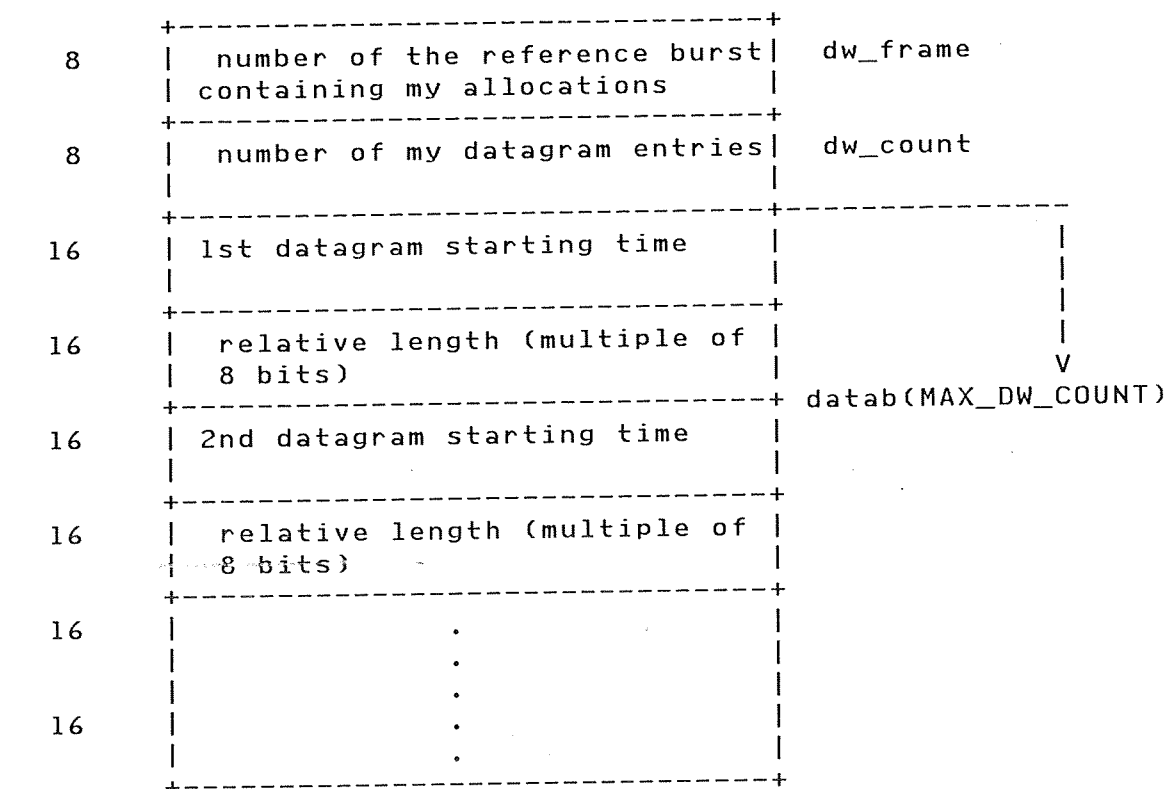 8 number of the reference burst dw_frame
containing my allocations
8 number of my datagram entries dw_count
16 1st datagram starting time
16 relative length (multiple of
8 bits)
datab(MAX_DW_COUNT)
16 2nd datagram starting time
16 relative length (multiple of
8 bits)
16 .
.
.
16 .
.